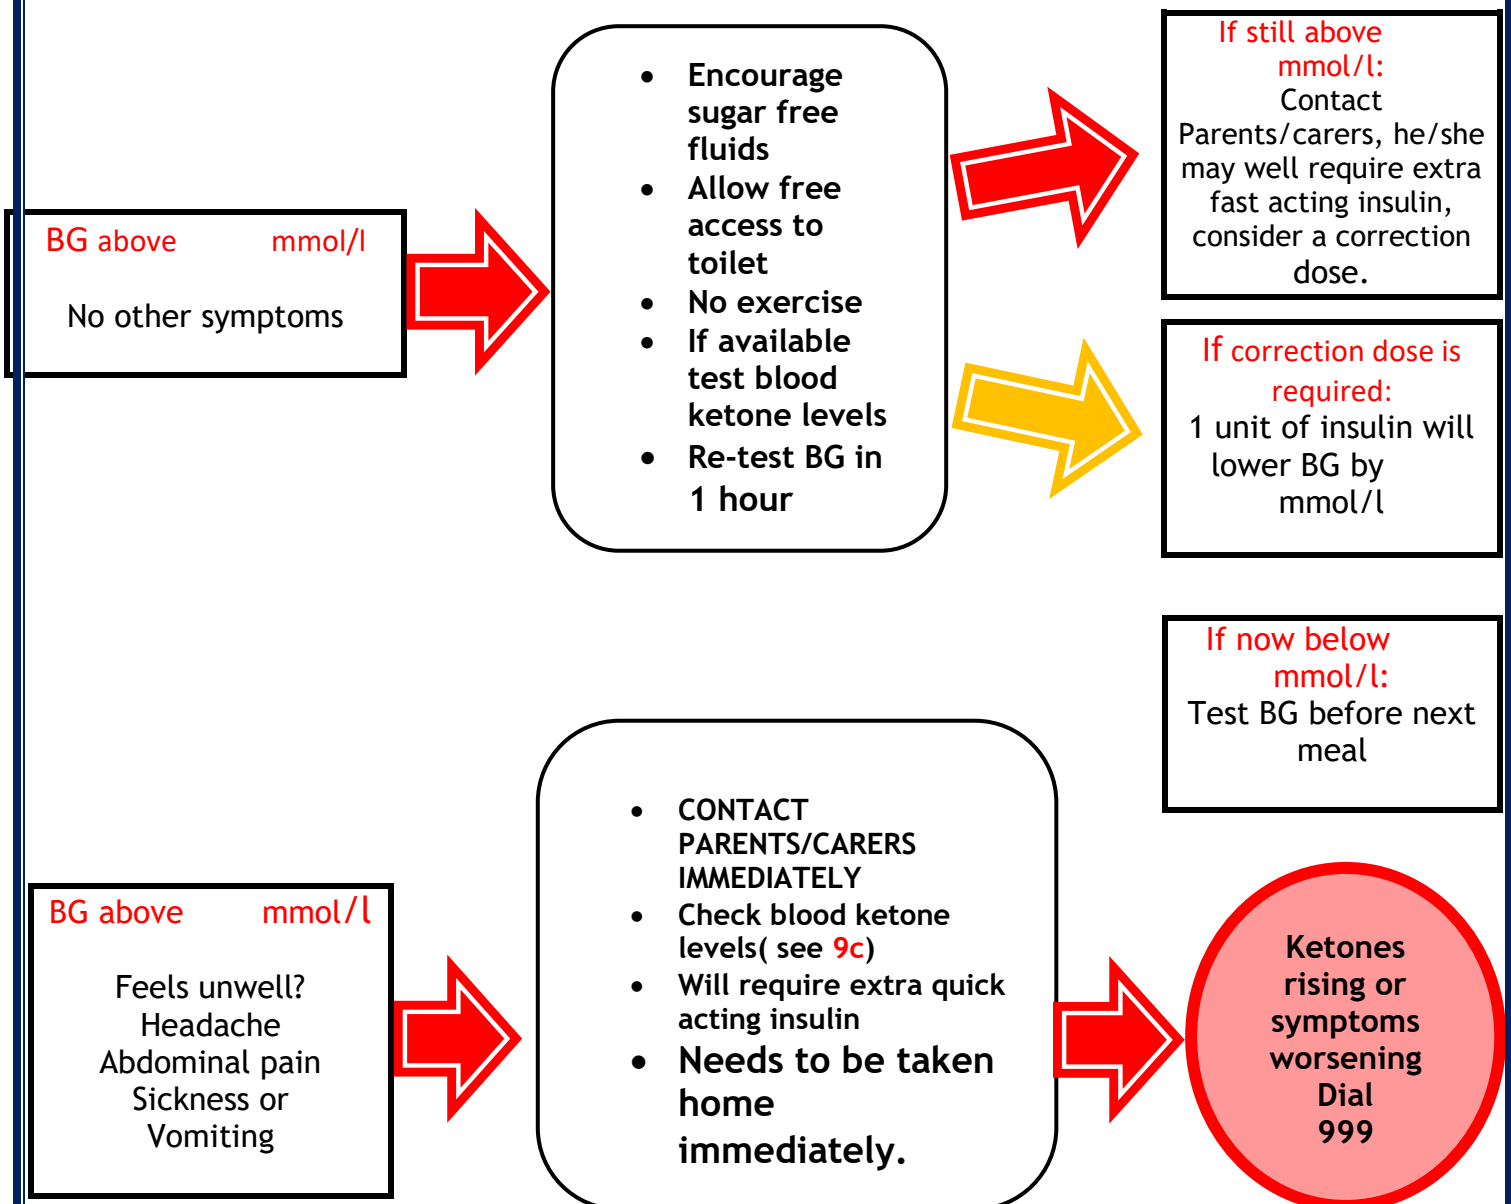 BG above mmol/l
No other symptoms
• Encourage
sugar free
fluids
• Allow free
access to
toilet
• No exercise
• If available
test blood
ketone levels
• Re-test BG in
1 hour
If still above
mmol/l:
Contact
Parents/carers, he/she
may well require extra
fast acting insulin,
consider a correction
dose.
If correction dose is
required:
1 unit of insulin will
lower BG by
mmol/l
If now below
mmol/l:
Test BG before next
meal
BG above mmol/l
Feels unwell?
Headache
Abdominal pain
Sickness or
Vomiting
• CONTACT
PARENTS/CARERS
IMMEDIATELY
• Check blood ketone
levels( see 9c)
• Will require extra quick
acting insulin
• Needs to be taken
home
immediately.
Ketones
rising or
symptoms
worsening
Dial
999